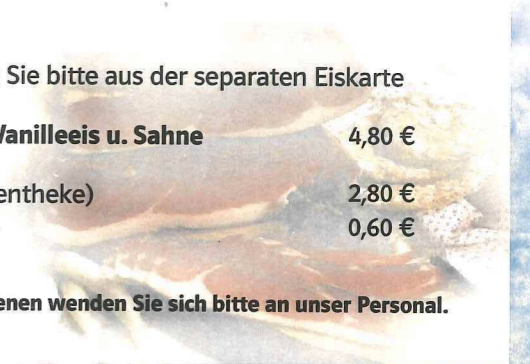 Sie bitte aus der separaten Eiskarte
Vanilleeis u. Sahne 4,80 €
entheke) 2,80 €
0,60 €
enen wenden Sie sich bitte an unser Personal.